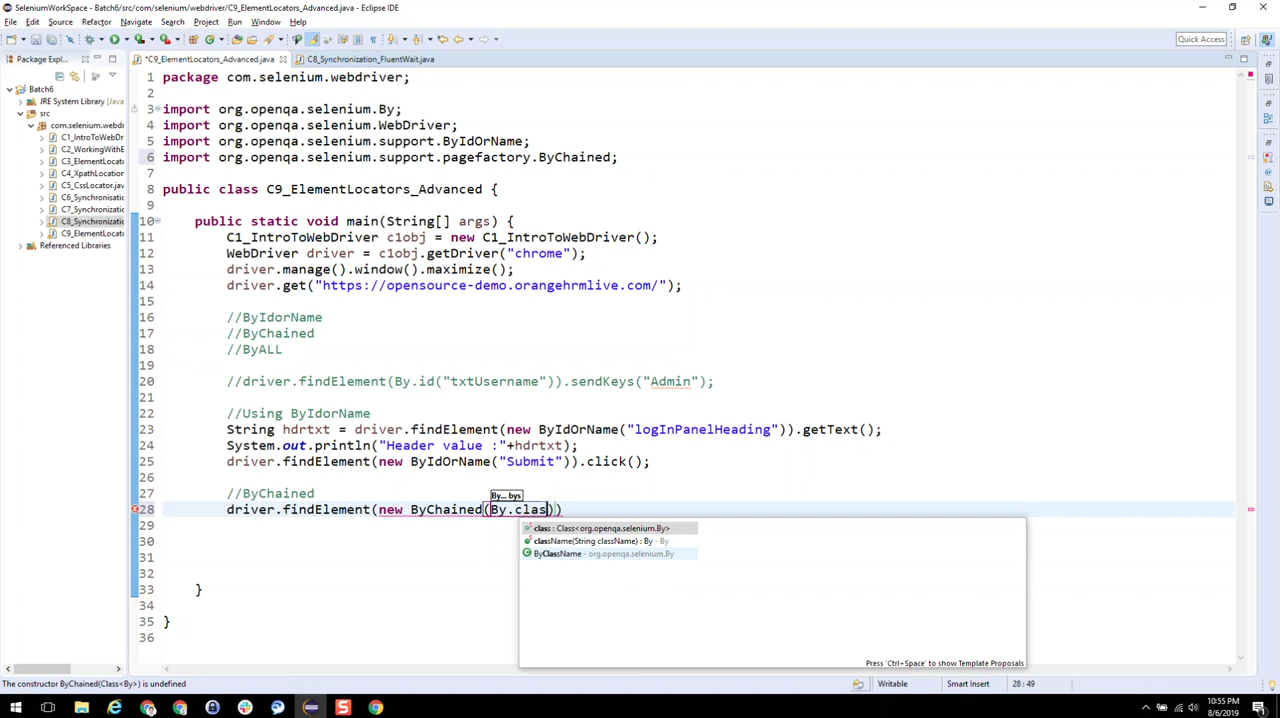 SeleniumWorkSpace - Batch6/src/com/selenium/webdriver/C9_ElementLocators_Advanced.java - Eclipse IDE
File Edit Source Refactor Navigate Search Project Run Window Help
Quick Access
Package Expl...
*C9_ElementLocators_Advanced.java
C8_Synchronization_FluentWait.java
Batch6
JRE System Library [Java
src
com.selenium.webdr
C1_IntroToWebDr
C2_WorkingWithE
C3_ElementLocato
C4_XpathLocation
C5_CssLocator.jav
C6_Synchronisatio
C7_Synchronizatio
C8_Synchronizatio
C9_ElementLocato
Referenced Libraries
1 package com.selenium.webdriver;
2
3 import org.openqa.selenium.By;
4 import org.openqa.selenium.WebDriver;
5 import org.openqa.selenium.support.ByIdOrName;
6 import org.openqa.selenium.support.pagefactory.ByChained;
7
8 public class C9_ElementLocators_Advanced {
9
10 public static void main(String[] args) {
11 C1_IntroToWebDriver c1obj = new C1_IntroToWebDriver();
12 WebDriver driver = c1obj.getDriver("chrome");
13 driver.manage().window().maximize();
14 driver.get("https://opensource-demo.orangehrmlive.com/");
15
16 //ByIdorName
17 //ByChained
18 //ByALL
19
20 //driver.findElement(By.id("txtUsername")).sendKeys("Admin");
21
22 //Using ByIdorName
23 String hdrtxt = driver.findElement(new ByIdOrName("logInPanelHeading")).getText();
24 System.out.println("Header value :"+hdrtxt);
25 driver.findElement(new ByIdOrName("Submit")).click();
26
By... bys
27 //ByChained
28 driver.findElement(new ByChained(By.clas))
29
class : Class<org.openqa.selenium.By>
30
className(String className) : By - By
31
ByClassName - org.openqa.selenium.By
32
33 }
34
35 }
36
Press 'Ctrl+Space' to show Template Proposals
The constructor ByChained(Class<By>) is undefined
Writable
Smart Insert
28 : 49
10:55 PM
8/6/2019